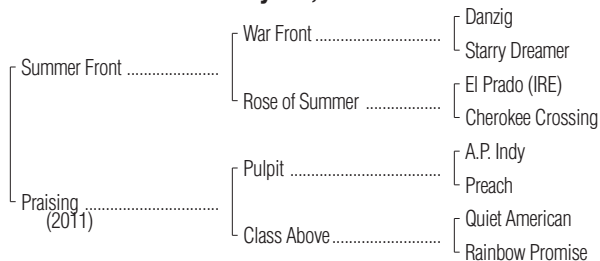 Danzig
War Front ....................
Starry Dreamer
Summer Front ......................
El Prado (IRE)
Rose of Summer ..................
Cherokee Crossing
A.P. Indy
Pulpit ..................................
Preach
Praising ................................
(2011)
Quiet American
Class Above..........................
Rainbow Promise